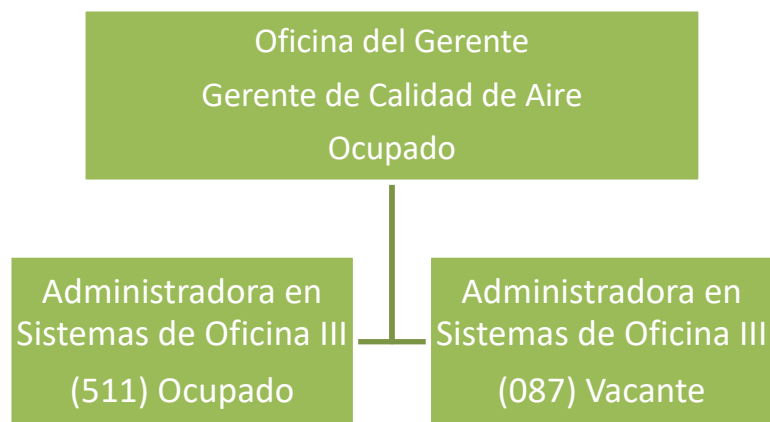 Oficina del Gerente
Gerente de Calidad de Aire
Ocupado
Administradora en
Sistemas de Oficina III
(511) Ocupado
Administradora en
Sistemas de Oficina III
(087) Vacante